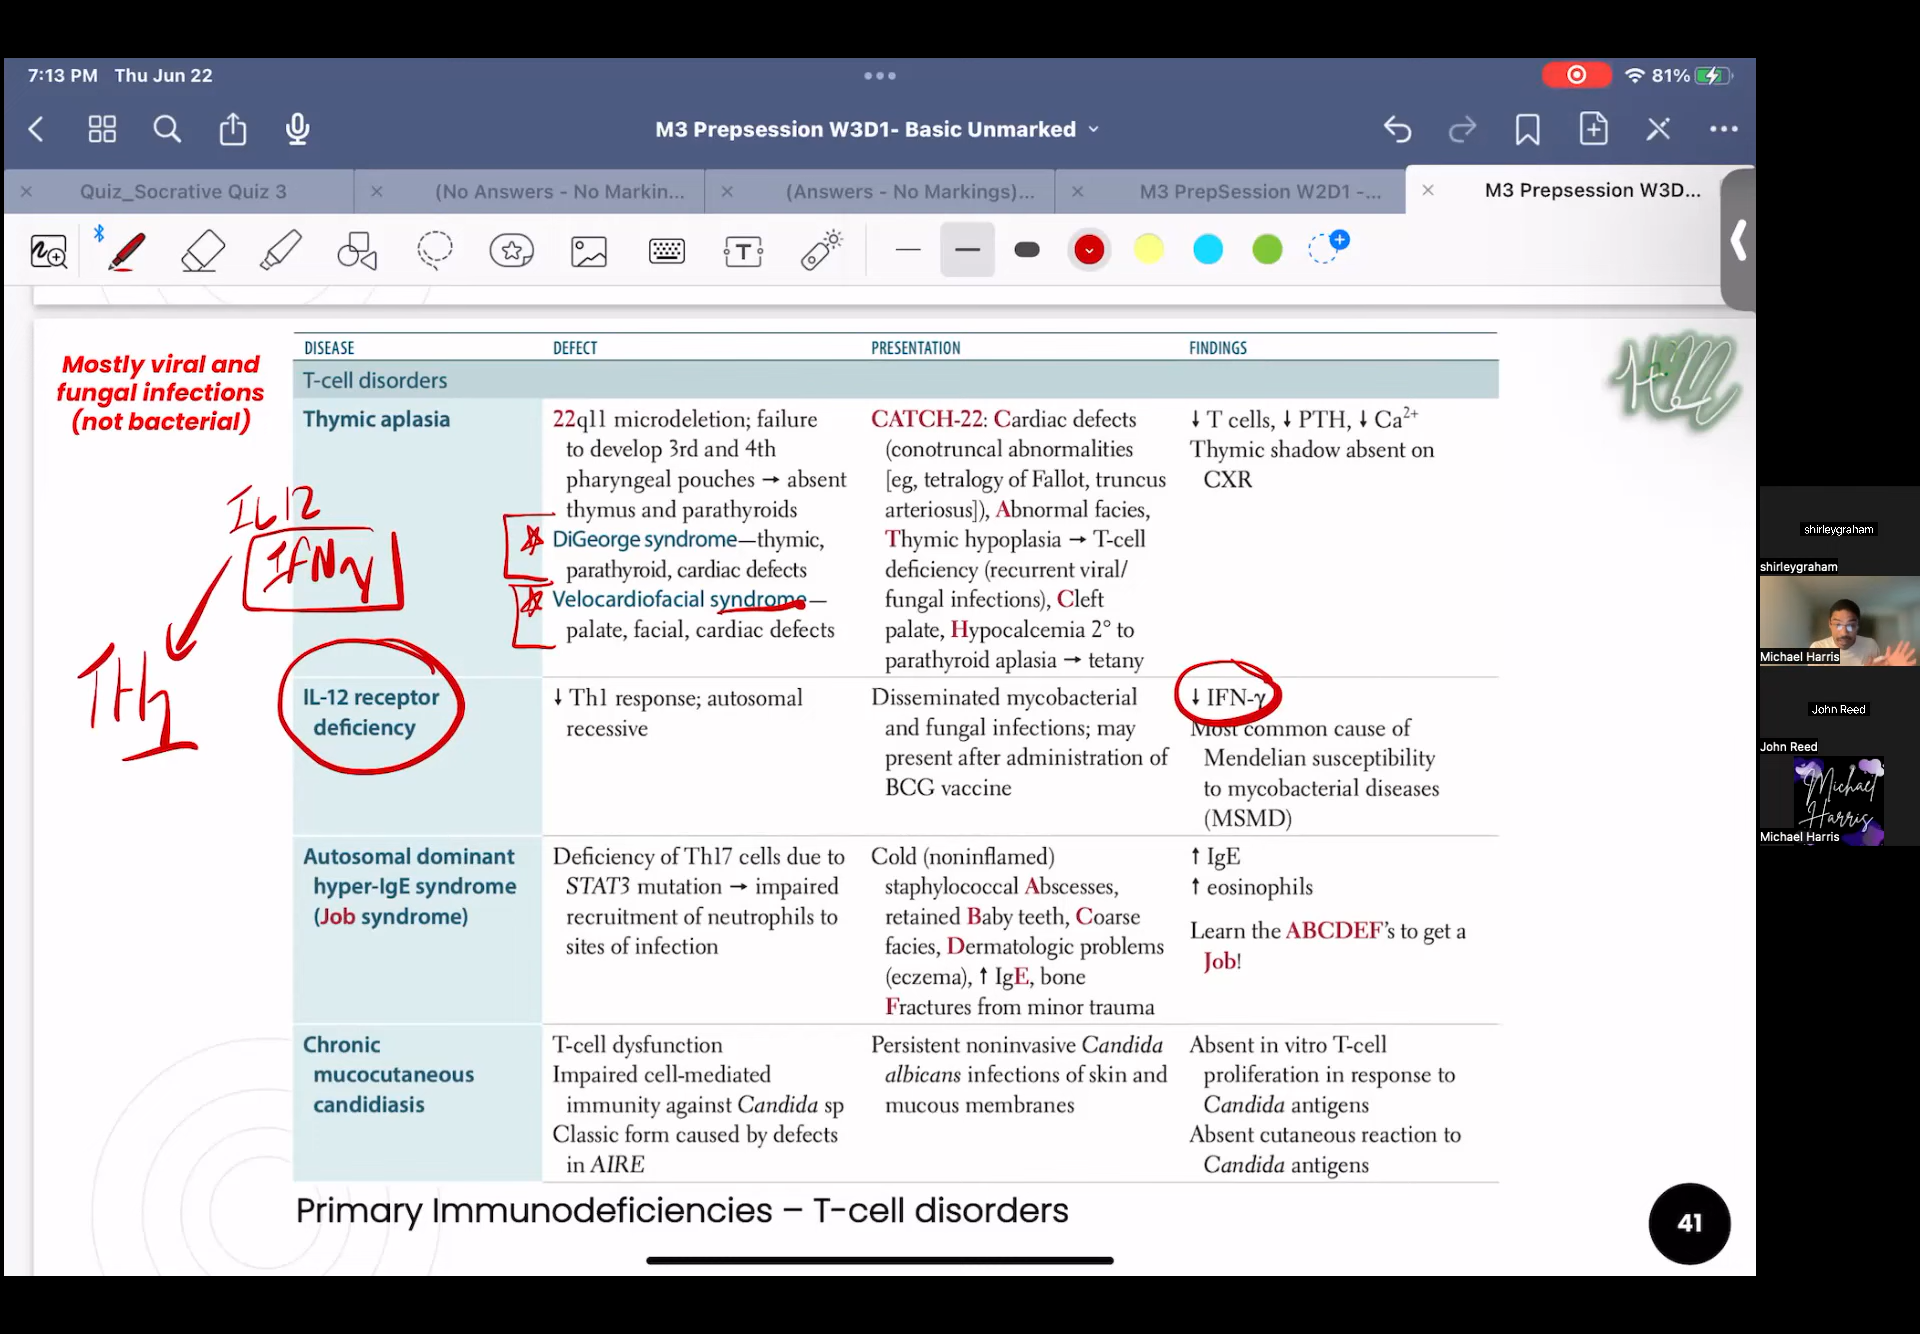 7:13 PM Thu Jun 22
81%
M3 Prepsession W3D1- Basic Unmarked
Quiz_Socrative Quiz 3
(No Answers - No Markin...
(Answers - No Markings)...
M3 PrepSession W2D1 -...
M3 Prepsession W3D...
T
Mostly viral and
fungal infections
(not bacterial)
IL12
IFNγ
TH1
DISEASE DEFECT PRESENTATION FINDINGS
T-cell disorders
Thymic aplasia
22q11 microdeletion; failure
to develop 3rd and 4th
pharyngeal pouches → absent
thymus and parathyroids
DiGeorge syndrome—thymic,
parathyroid, cardiac defects
Velocardiofacial syndrome—
palate, facial, cardiac defects
CATCH-22: Cardiac defects
(conotruncal abnormalities
[eg, tetralogy of Fallot, truncus
arteriosus]), Abnormal facies,
Thymic hypoplasia → T-cell
deficiency (recurrent viral/
fungal infections), Cleft
palate, Hypocalcemia 2° to
parathyroid aplasia → tetany
↓ T cells, ↓ PTH, ↓ Ca²⁺
Thymic shadow absent on
CXR
IL-12 receptor
deficiency
↓ Th1 response; autosomal
recessive
Disseminated mycobacterial
and fungal infections; may
present after administration of
BCG vaccine
↓ IFN-γ
Most common cause of
Mendelian susceptibility
to mycobacterial diseases
(MSMD)
Autosomal dominant
hyper-IgE syndrome
(Job syndrome)
Deficiency of Th17 cells due to
STAT3 mutation → impaired
recruitment of neutrophils to
sites of infection
Cold (noninflamed)
staphylococcal Abscesses,
retained Baby teeth, Coarse
facies, Dermatologic problems
(eczema), ↑ IgE, bone
Fractures from minor trauma
↑ IgE
↑ eosinophils
Learn the ABCDEF's to get a
Job!
Chronic
mucocutaneous
candidiasis
T-cell dysfunction
Impaired cell-mediated
immunity against Candida sp
Classic form caused by defects
in AIRE
Persistent noninvasive Candida
albicans infections of skin and
mucous membranes
Absent in vitro T-cell
proliferation in response to
Candida antigens
Absent cutaneous reaction to
Candida antigens
Primary Immunodeficiencies – T-cell disorders
41
shirleygraham
shirleygraham
Michael Harris
John Reed
John Reed
Michael
Harris
Michael Harris